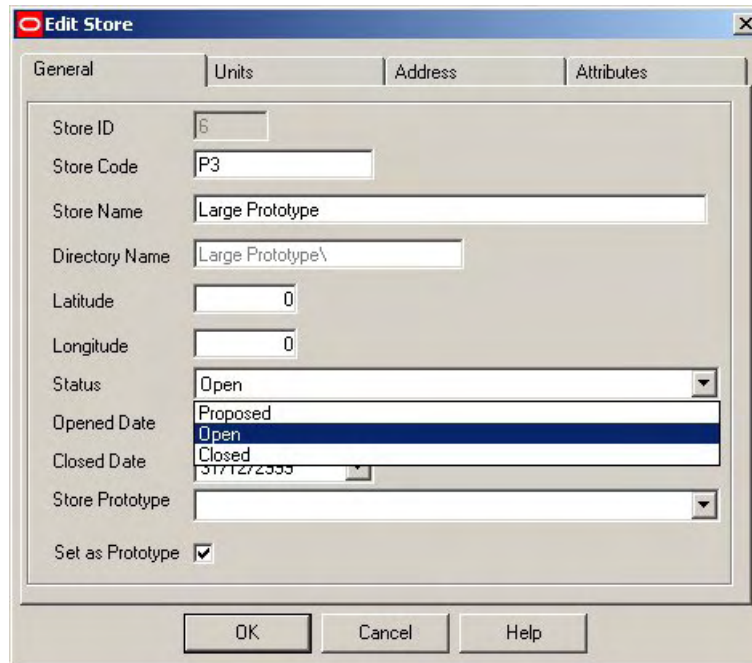 Edit Store
General Units Address Attributes
Store ID 6
Store Code P3
Store Name Large Prototype
Directory Name Large Prototype\
Latitude 0
Longitude 0
Status Open
Proposed
Opened Date Open
Closed
Closed Date
Store Prototype
Set as Prototype
OK Cancel Help